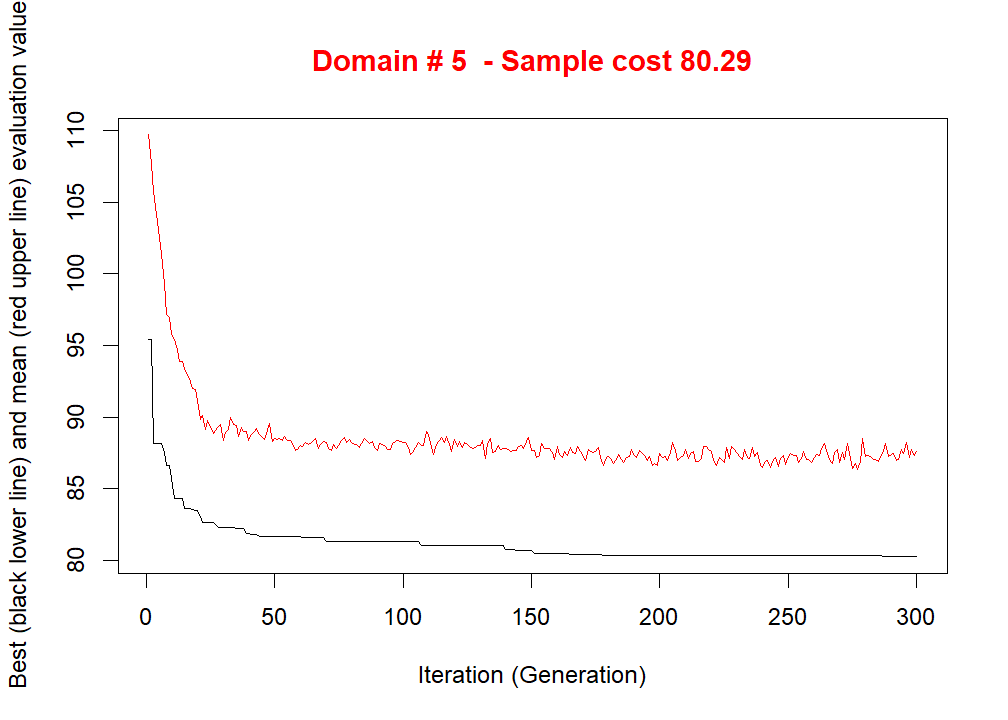 Domain # 5  - Sample cost 80.29
Best (black lower line) and mean (red upper line) evaluation value
110
105
100
95
90
85
80
0 50 100 150 200 250 300
Iteration (Generation)